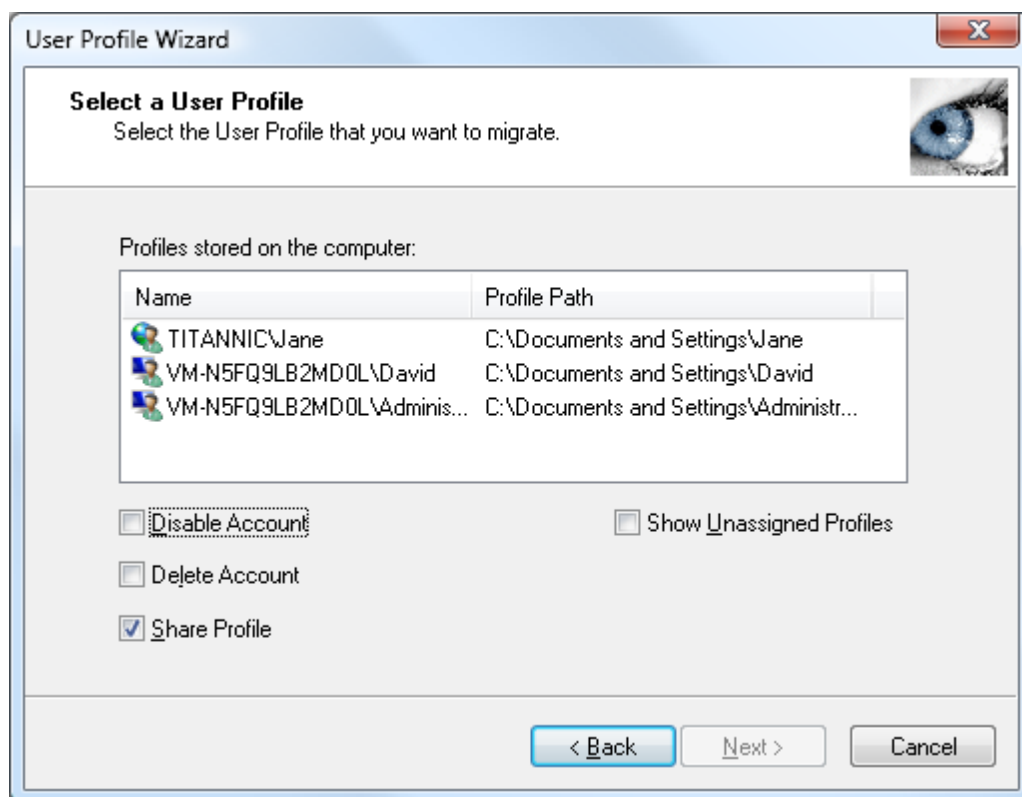 User Profile Wizard
Select a User Profile
Select the User Profile that you want to migrate.
Profiles stored on the computer:
Name Profile Path
TITANNIC\Jane C:\Documents and Settings\Jane
VM-N5FQ9LB2MD0L\David C:\Documents and Settings\David
VM-N5FQ9LB2MD0L\Adminis... C:\Documents and Settings\Administr...
Disable Account Show Unassigned Profiles
Delete Account
Share Profile
< Back Next > Cancel